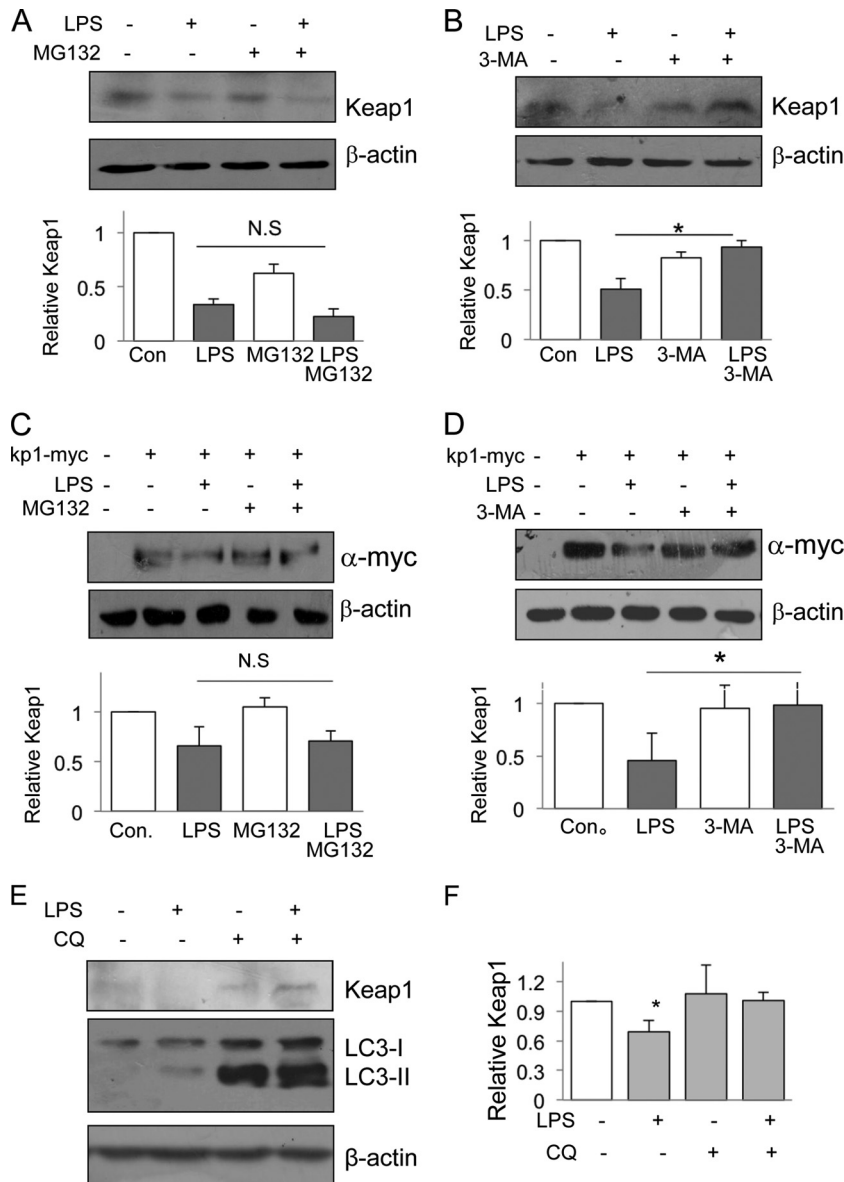 A
LPS - + - +
MG132 - - + +
Keap1
β-actin
Relative Keap1
1
0.5
0
N.S
Con LPS MG132 LPS
MG132
B
LPS - + - +
3-MA - - + +
Keap1
β-actin
Relative Keap1
1
0.5
0
*
Con LPS 3-MA LPS
3-MA
C
kp1-myc - + + + +
LPS - - + - +
MG132 - - - + +
α-myc
β-actin
Relative Keap1
1
0.5
0
N.S
Con. LPS MG132 LPS
MG132
D
kp1-myc - + + + +
LPS - - + - +
3-MA - - - + +
α-myc
β-actin
Relative Keap1
1
0.5
0
*
Con. LPS 3-MA LPS
3-MA
E
LPS - + - +
CQ - - + +
Keap1
LC3-I
LC3-II
β-actin
F
Relative Keap1
1.2
0.9
0.6
0.3
0
*
LPS - + - +
CQ - - + +